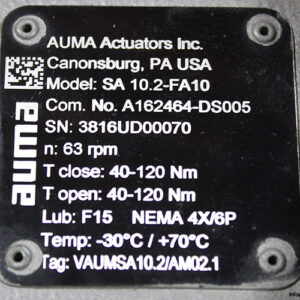 AUMA Actuators Inc.
Canonsburg, PA USA
Model: SA 10.2-FA10
Com. No. A162464-DS005
SN: 3816UD00070
n: 63 rpm
T close: 40-120 Nm
T open: 40-120 Nm
Lub: F15 NEMA 4X/6P
Temp: -30°C / +70°C
Tag: VAUMSA10.2/AM02.1
auma